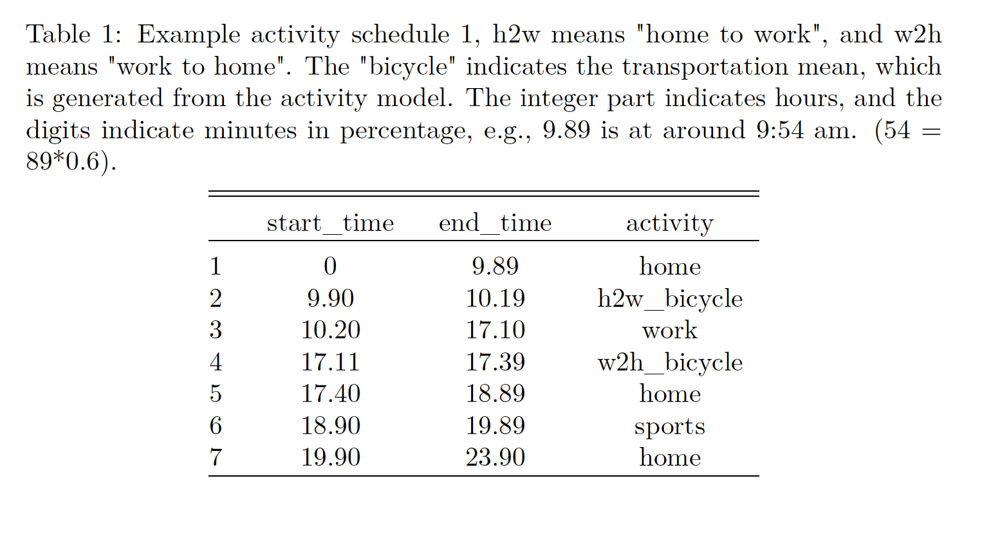 Table 1: Example activity schedule 1, h2w means "home to work", and w2h
means "work to home". The "bicycle" indicates the transportation mean, which
is generated from the activity model. The integer part indicates hours, and the
digits indicate minutes in percentage, e.g., 9.89 is at around 9:54 am. (54 =
89*0.6).
start_time end_time activity
1 0 9.89 home
2 9.90 10.19 h2w_bicycle
3 10.20 17.10 work
4 17.11 17.39 w2h_bicycle
5 17.40 18.89 home
6 18.90 19.89 sports
7 19.90 23.90 home